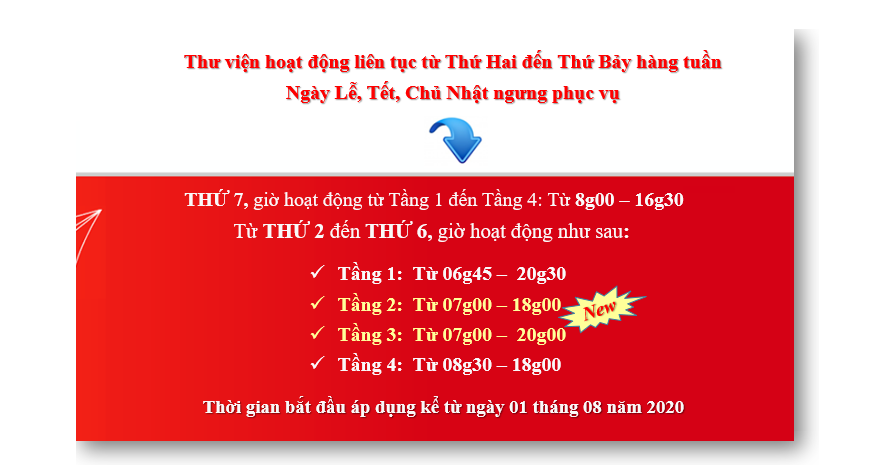 Thư viện hoạt động liên tục từ Thứ Hai đến Thứ Bảy hàng tuần
Ngày Lễ, Tết, Chủ Nhật ngưng phục vụ
THỨ 7, giờ hoạt động từ Tầng 1 đến Tầng 4: Từ 8g00 – 16g30
Từ THỨ 2 đến THỨ 6, giờ hoạt động như sau:
✓ Tầng 1: Từ 06g45 – 20g30
✓ Tầng 2: Từ 07g00 – 18g00
New
✓ Tầng 3: Từ 07g00 – 20g00
✓ Tầng 4: Từ 08g30 – 18g00
Thời gian bắt đầu áp dụng kể từ ngày 01 tháng 08 năm 2020